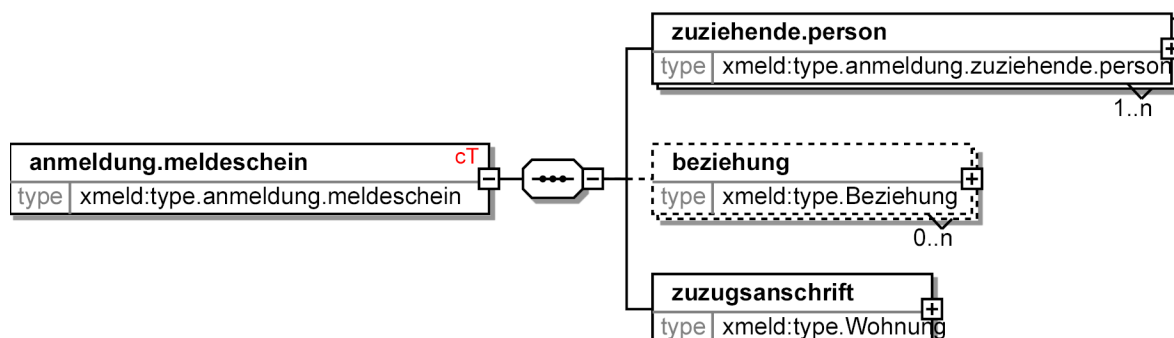 zuziehende.person
type xmeld:type.anmeldung.zuziehende.person
1..n
anmeldung.meldeschein cT
type xmeld:type.anmeldung.meldeschein
beziehung
type xmeld:type.Beziehung
0..n
zuzugsanschrift
type xmeld:type.Wohnung